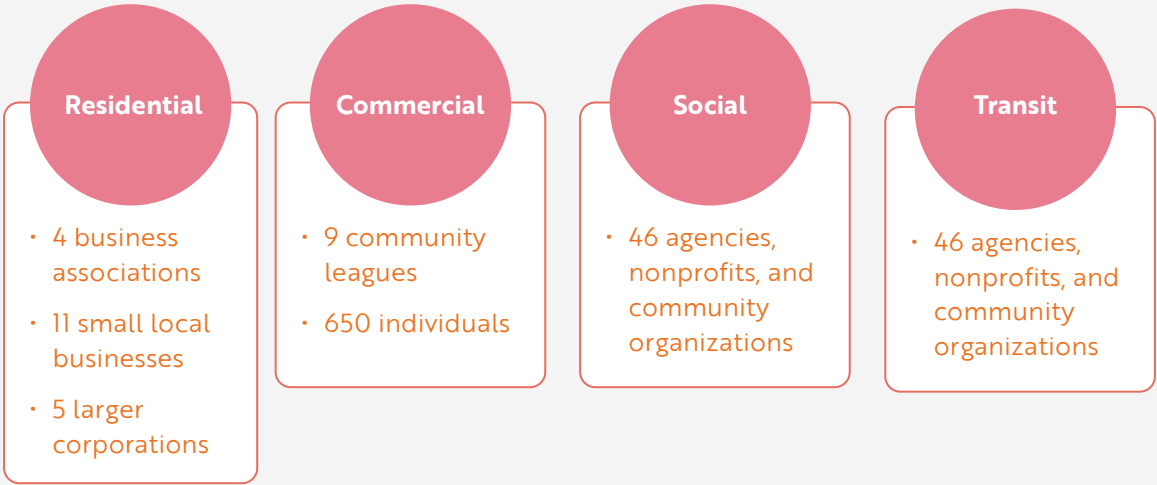 Residential
• 4 business
associations
• 11 small local
businesses
• 5 larger
corporations
Commercial
• 9 community
leagues
• 650 individuals
Social
• 46 agencies,
nonprofits, and
community
organizations
Transit
• 46 agencies,
nonprofits, and
community
organizations